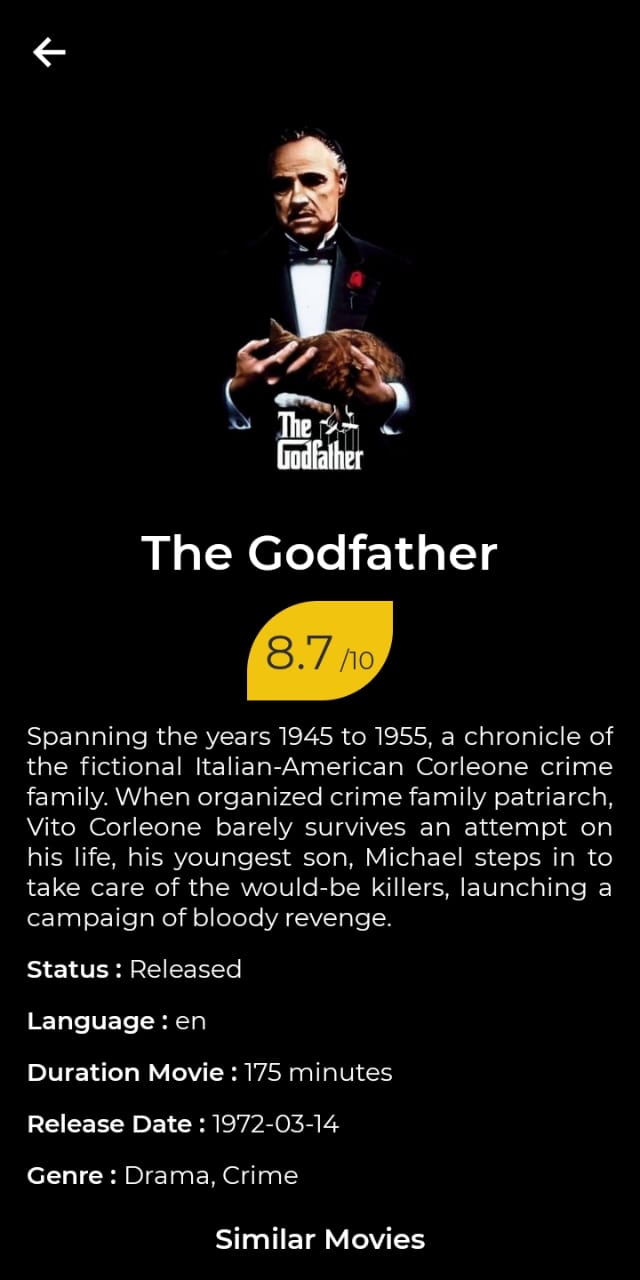 The
Godfather
The Godfather
8.7 /10
Spanning the years 1945 to 1955, a chronicle of
the fictional Italian-American Corleone crime
family. When organized crime family patriarch,
Vito Corleone barely survives an attempt on
his life, his youngest son, Michael steps in to
take care of the would-be killers, launching a
campaign of bloody revenge.
Status : Released
Language : en
Duration Movie : 175 minutes
Release Date : 1972-03-14
Genre : Drama, Crime
Similar Movies